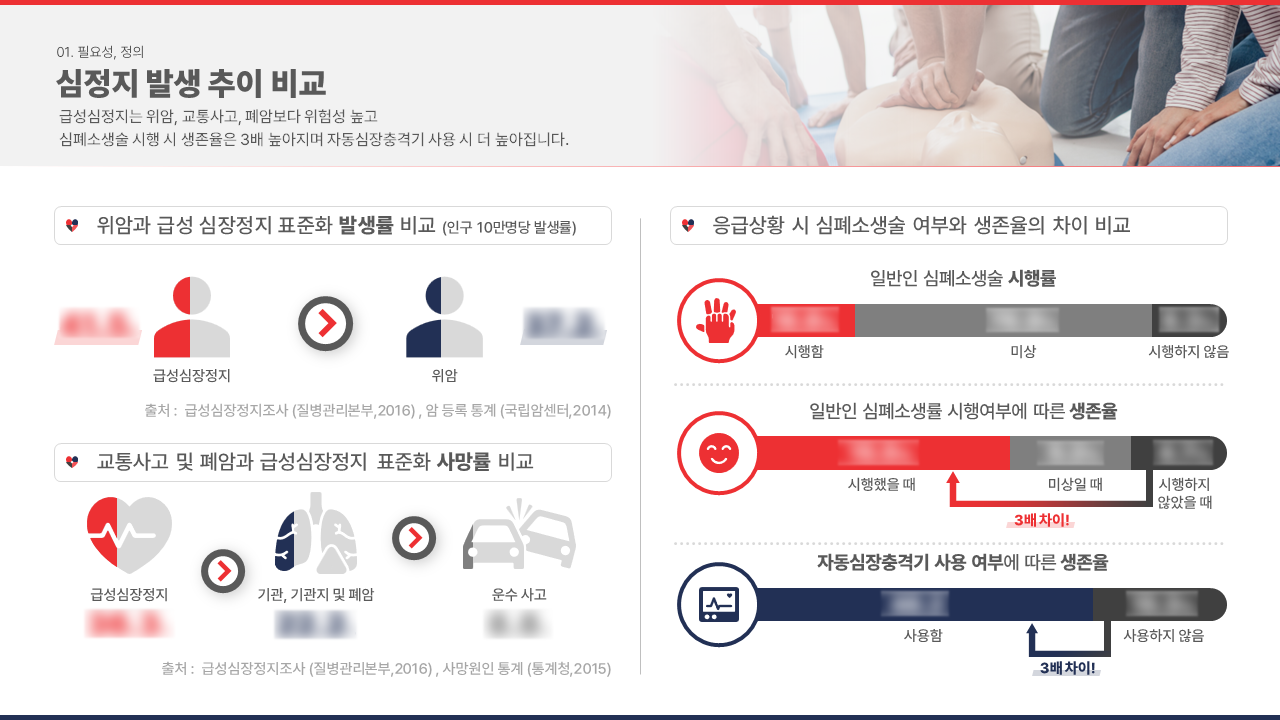 01. 필요성, 정의
심정지 발생 추이 비교
급성심정지는 위암, 교통사고, 폐암보다 위험성 높고
심폐소생술 시행 시 생존율은 3배 높아지며 자동심장충격기 사용 시 더 높아집니다.
위암과 급성 심장정지 표준화 발생률 비교 (인구 10만명당 발생률)
급성심장정지
위암
출처 : 급성심장정지조사 (질병관리본부,2016) , 암 등록 통계 (국립암센터,2014)
교통사고 및 폐암과 급성심장정지 표준화 사망률 비교
급성심장정지
기관, 기관지 및 폐암
운수 사고
출처 : 급성심장정지조사 (질병관리본부,2016) , 사망원인 통계 (통계청,2015)
응급상황 시 심폐소생술 여부와 생존율의 차이 비교
일반인 심폐소생술 시행률
시행함
미상
시행하지 않음
일반인 심폐소생률 시행여부에 따른 생존율
시행했을 때
미상일 때
시행하지
않았을 때
3배 차이!
자동심장충격기 사용 여부에 따른 생존율
사용함
사용하지 않음
3배 차이!